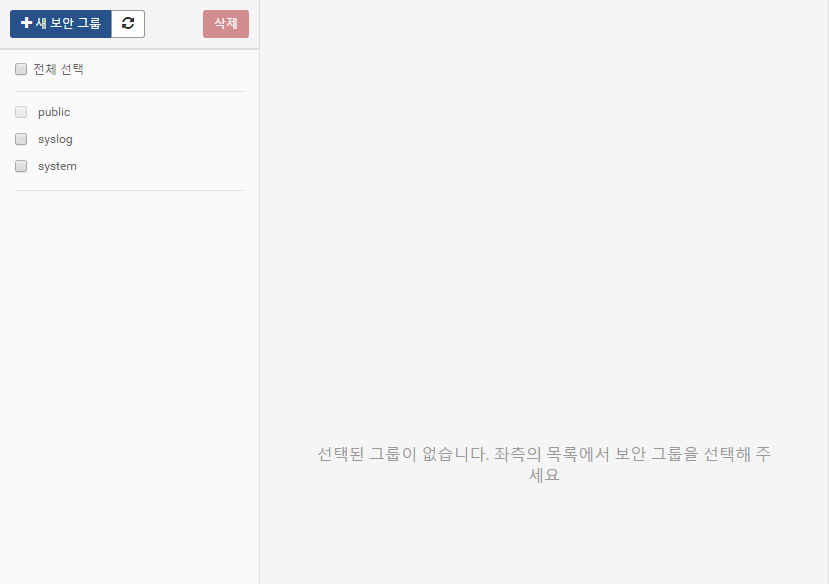 새 보안 그룹
삭제
전체 선택
public
syslog
system
선택된 그룹이 없습니다. 좌측의 목록에서 보안 그룹을 선택해 주
세요